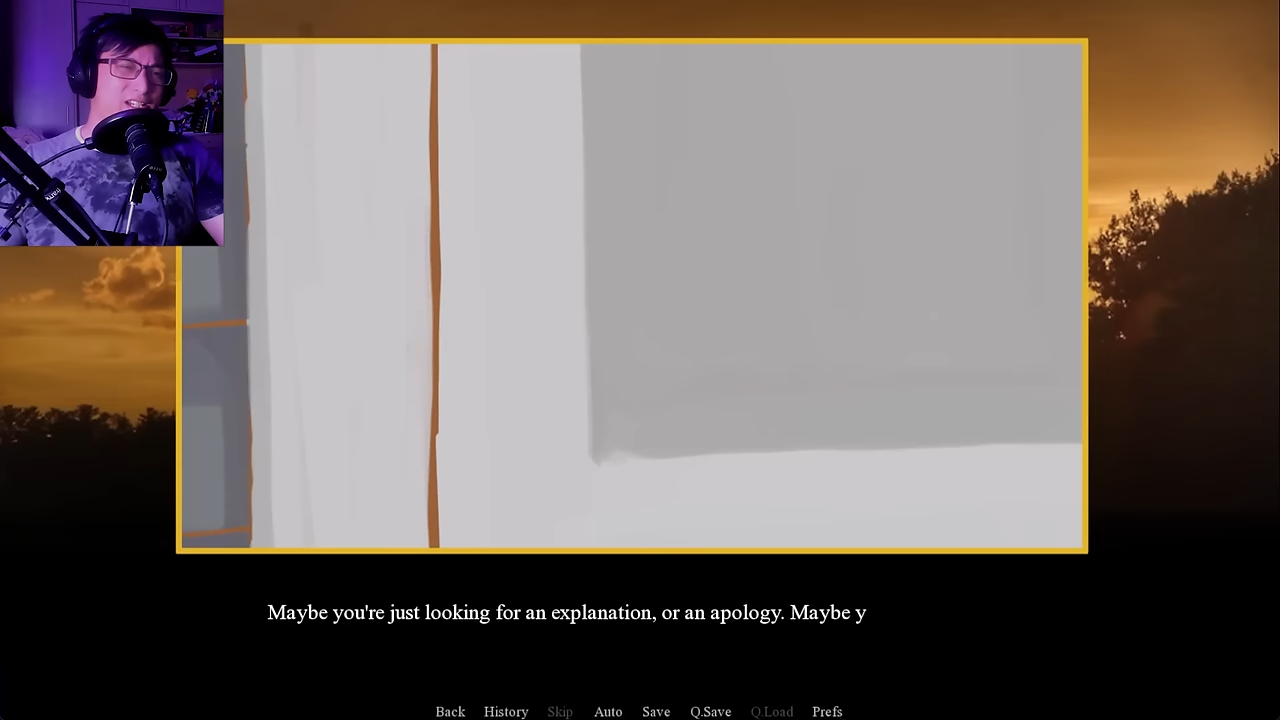 Maybe you're just looking for an explanation, or an apology. Maybe y
Back History Skip Auto Save Q.Save Q.Load Prefs